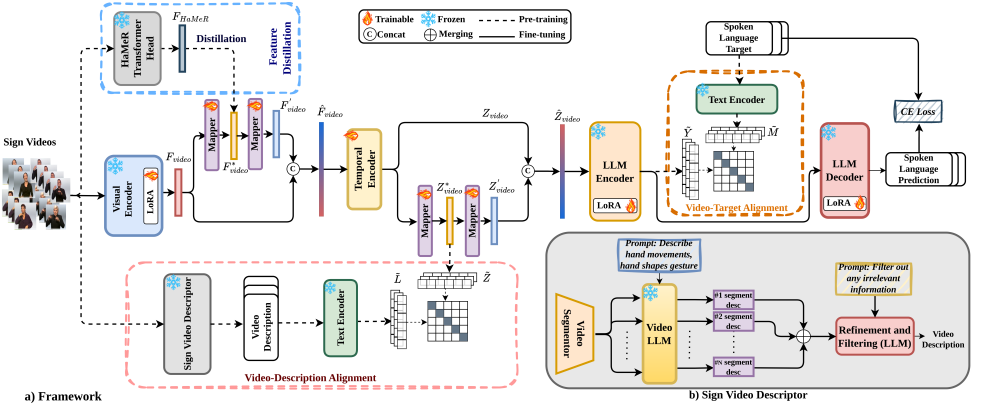 Trainable
Frozen
Pre-training
C Concat
Merging
Fine-tuning
HaMeR
Transformer
Head
F_HaMeR
Distillation
Feature
Distillation
Sign Videos
Visual Encoder
LoRA
F_video
Mapper
F*_video
Mapper
F'_video
C
F̂_video
Temporal
Encoder
Z_video
Mapper
Z*_video
Mapper
Z'_video
C
Ẑ_video
LLM
Encoder
LoRA
Spoken
Language
Target
Text Encoder
Ŷ
M̂
Video-Target Alignment
LLM
Decoder
LoRA
CE Loss
Spoken
Language
Prediction
Sign Video Descriptor
Video
Description
Text Encoder
L̄
Z̄
Video-Description Alignment
a) Framework
Prompt: Describe
hand movements,
hand shapes gesture
Video
Segmentor
Video
LLM
#1 segment
desc
#2 segment
desc
#N segment
desc
Prompt: Filter out
any irrelevant
information
Refinement and
Filtering (LLM)
Video
Description
b) Sign Video Descriptor